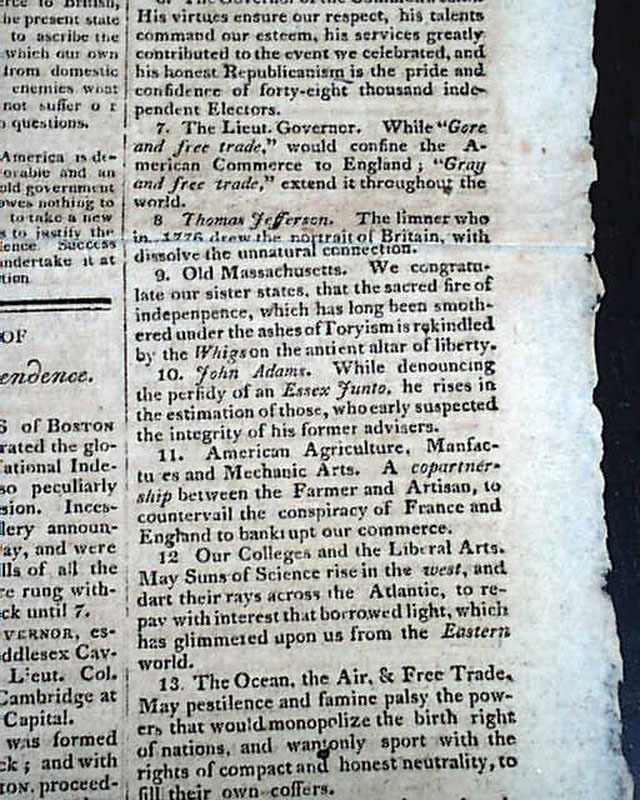 erce to British,
he present state
to ascribe the
which our own
from domestic
enemies what
not suffer o r
questions.
America is de-
orable and an
old government
owes nothing to
to take a new
s to justify the
ience. Success
undertake it at
tion
OF
endence.
S of BOSTON
rated the glo-
ational Inde-
so peculiarly
sion. Inces-
llery announ-
ay, and were
lls of all the
re rung with-
ck until 7.
VERNOR, es-
ddlesex Cav-
Lieut. Col.
Cambridge at
Capital.
was formed
ck ; and with
ON, proceed-
His virtues ensure our respect, his talents
command our esteem, his services greatly
contributed to the event we celebrated, and
his honest Republicanism is the pride and
confidence of forty-eight thousand inde-
pendent Electors.
7. The Lieut. Governor. While "Gore
and free trade," would confine the A-
merican Commerce to England ; "Gray
and free trade," extend it throughout the
world.
8 Thomas Jefferson. The limner who
in 1776 drew the portrait of Britain, with
dissolve the unnatural connection.
9. Old Massachusetts. We congratu-
late our sister states, that the sacred fire of
indepenpence, which has long been smoth-
ered under the ashes of Toryism is rekindled
by the Whigs on the antient altar of liberty.
10. John Adams. While denouncing
the perfidy of an Essex Junto, he rises in
the estimation of those, who early suspected
the integrity of his former advisers.
11. American Agriculture, Manfac-
tu es and Mechanic Arts. A copartner-
ship between the Farmer and Artisan, to
countervail the conspiracy of France and
England to bankrupt our commerce.
12 Our Colleges and the Liberal Arts.
May Suns of Science rise in the west, and
dart their rays across the Atlantic, to re-
pay with interest that borrowed light, which
has glimmered upon us from the Eastern
world.
13. The Ocean, the Air, & Free Trade.
May pestilence and famine palsy the pow-
ers that would monopolize the birth right
of nations, and wantonly sport with the
rights of compact and honest neutrality, to
fill their own coffers.